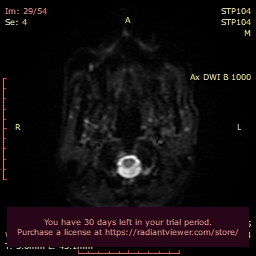 Im: 29/54
Se: 4
A
STP104
STP104
M
Ax DWI B 1000
R
L
You have 30 days left in your trial period.
Purchase a license at https://radiantviewer.com/store/